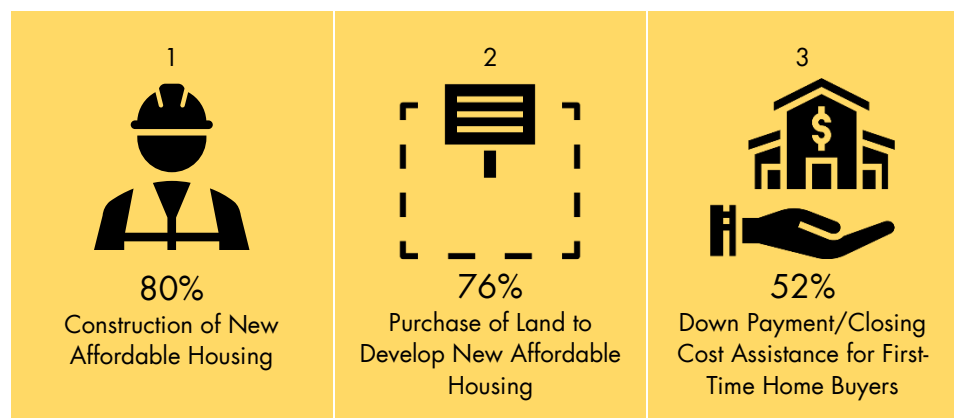 1
80%
Construction of New
Affordable Housing
2
76%
Purchase of Land to
Develop New Affordable
Housing
3
$
52%
Down Payment/Closing
Cost Assistance for First-
Time Home Buyers